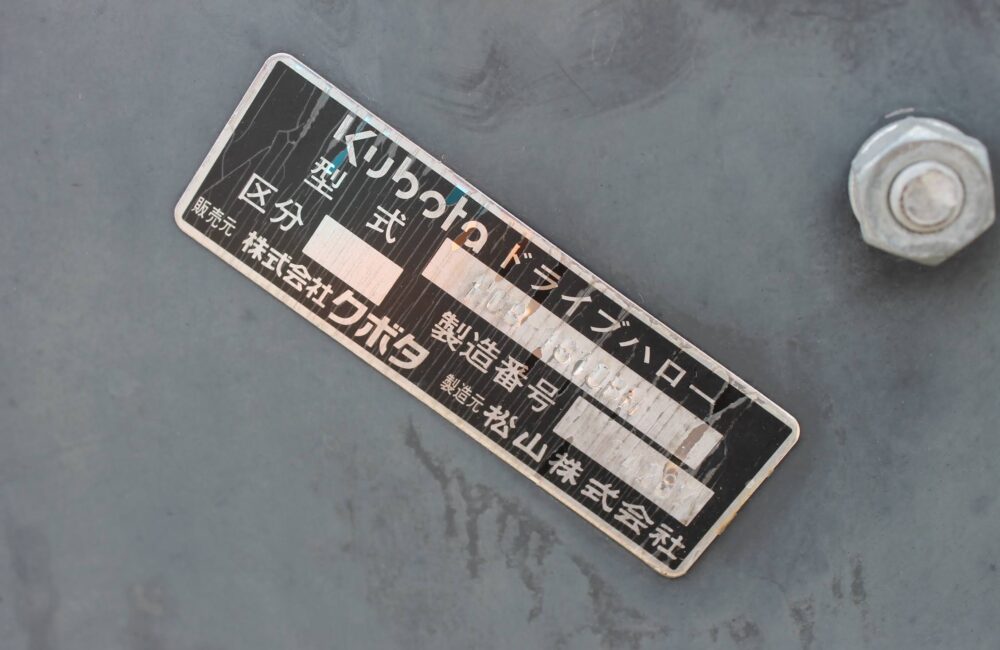 Kubota ドライブハロー
型式
区分 製造番号
販売元 株式会社クボタ 製造元 松山株式会社